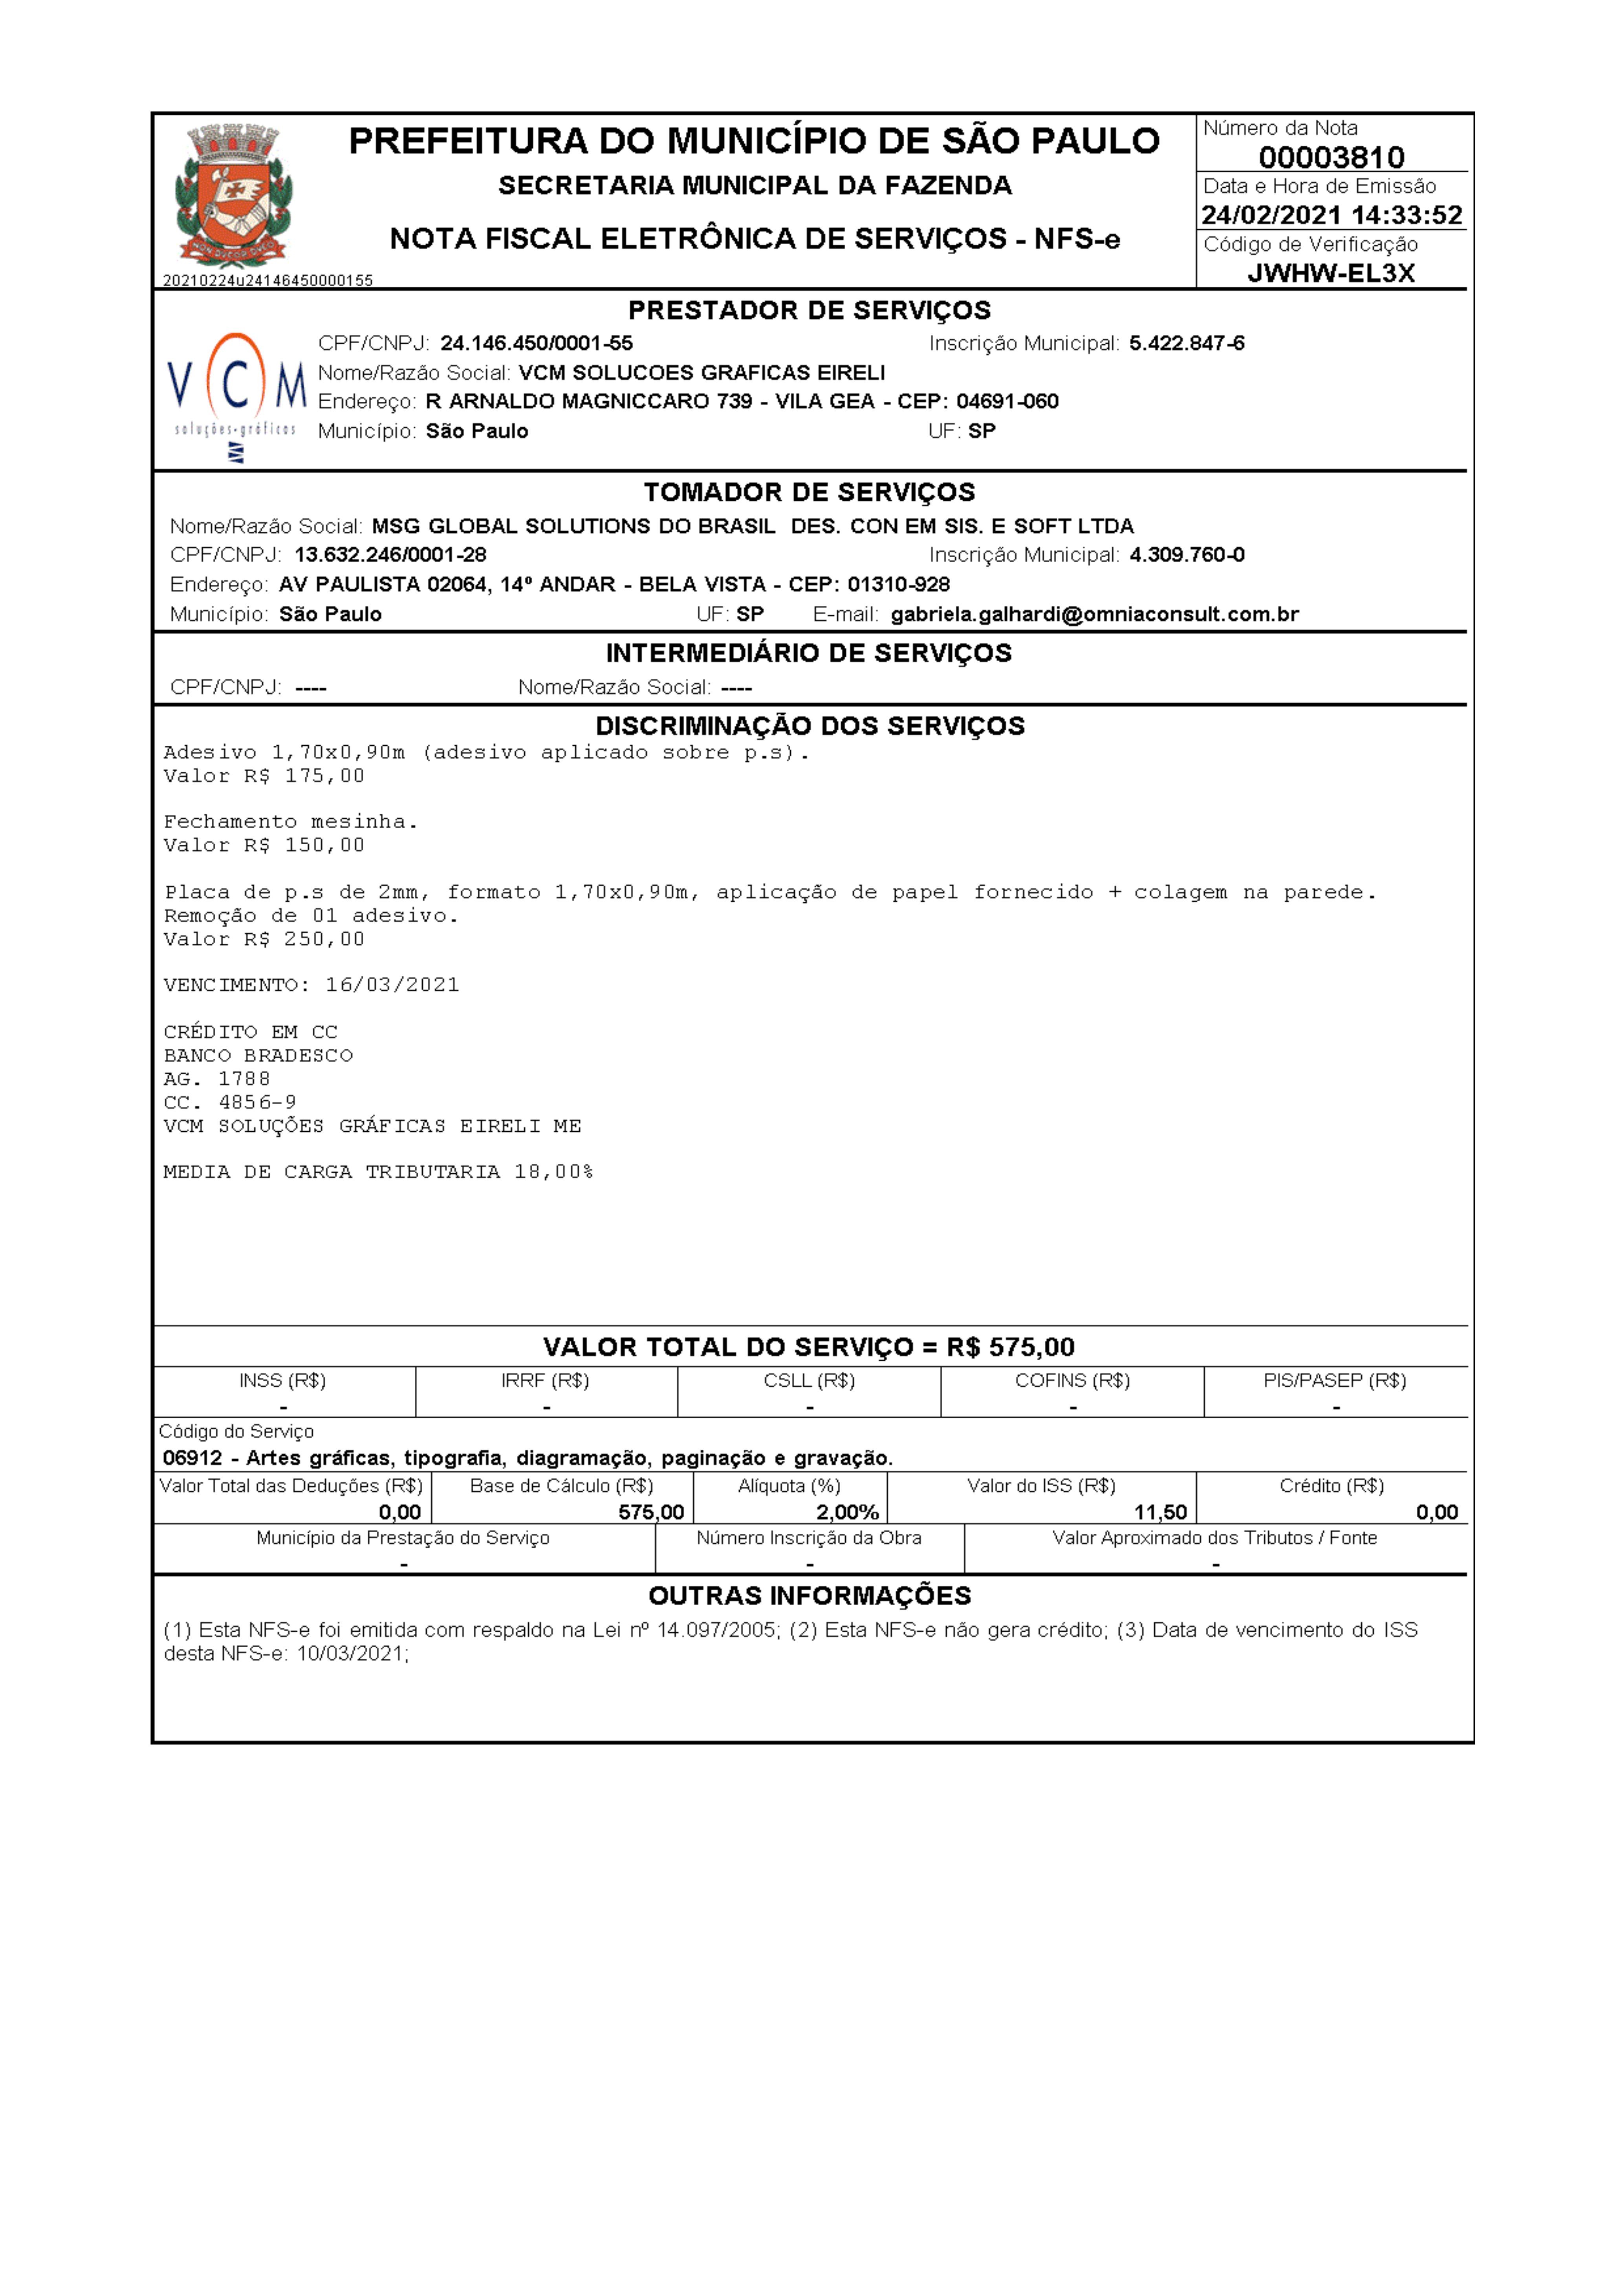 PREFEITURA DO MUNICÍPIO DE SÃO PAULO
SECRETARIA MUNICIPAL DA FAZENDA
NOTA FISCAL ELETRÔNICA DE SERVIÇOS - NFS-e
20210224u24146450000155
Número da Nota
00003810
Data e Hora de Emissão
24/02/2021 14:33:52
Código de Verificação
JWHW-EL3X
PRESTADOR DE SERVIÇOS
VCM
soluções-gráficas
CPF/CNPJ: 24.146.450/0001-55 Inscrição Municipal: 5.422.847-6
Nome/Razão Social: VCM SOLUCOES GRAFICAS EIRELI
Endereço: R ARNALDO MAGNICCARO 739 - VILA GEA - CEP: 04691-060
Município: São Paulo UF: SP
TOMADOR DE SERVIÇOS
Nome/Razão Social: MSG GLOBAL SOLUTIONS DO BRASIL DES. CON EM SIS. E SOFT LTDA
CPF/CNPJ: 13.632.246/0001-28 Inscrição Municipal: 4.309.760-0
Endereço: AV PAULISTA 02064, 14º ANDAR - BELA VISTA - CEP: 01310-928
Município: São Paulo UF: SP E-mail: gabriela.galhardi@omniaconsult.com.br
INTERMEDIÁRIO DE SERVIÇOS
CPF/CNPJ: ---- Nome/Razão Social: ----
DISCRIMINAÇÃO DOS SERVIÇOS
Adesivo 1,70x0,90m (adesivo aplicado sobre p.s).
Valor R$ 175,00
Fechamento mesinha.
Valor R$ 150,00
Placa de p.s de 2mm, formato 1,70x0,90m, aplicação de papel fornecido + colagem na parede.
Remoção de 01 adesivo.
Valor R$ 250,00
VENCIMENTO: 16/03/2021
CRÉDITO EM CC
BANCO BRADESCO
AG. 1788
CC. 4856-9
VCM SOLUÇÕES GRÁFICAS EIRELI ME
MEDIA DE CARGA TRIBUTARIA 18,00%
VALOR TOTAL DO SERVIÇO = R$ 575,00
INSS (R$) IRRF (R$) CSLL (R$) COFINS (R$) PIS/PASEP (R$)
- - - - -
Código do Serviço
06912 - Artes gráficas, tipografia, diagramação, paginação e gravação.
Valor Total das Deduções (R$) Base de Cálculo (R$) Alíquota (%) Valor do ISS (R$) Crédito (R$)
0,00 575,00 2,00% 11,50 0,00
Município da Prestação do Serviço Número Inscrição da Obra Valor Aproximado dos Tributos / Fonte
- - -
OUTRAS INFORMAÇÕES
(1) Esta NFS-e foi emitida com respaldo na Lei nº 14.097/2005; (2) Esta NFS-e não gera crédito; (3) Data de vencimento do ISS
desta NFS-e: 10/03/2021;